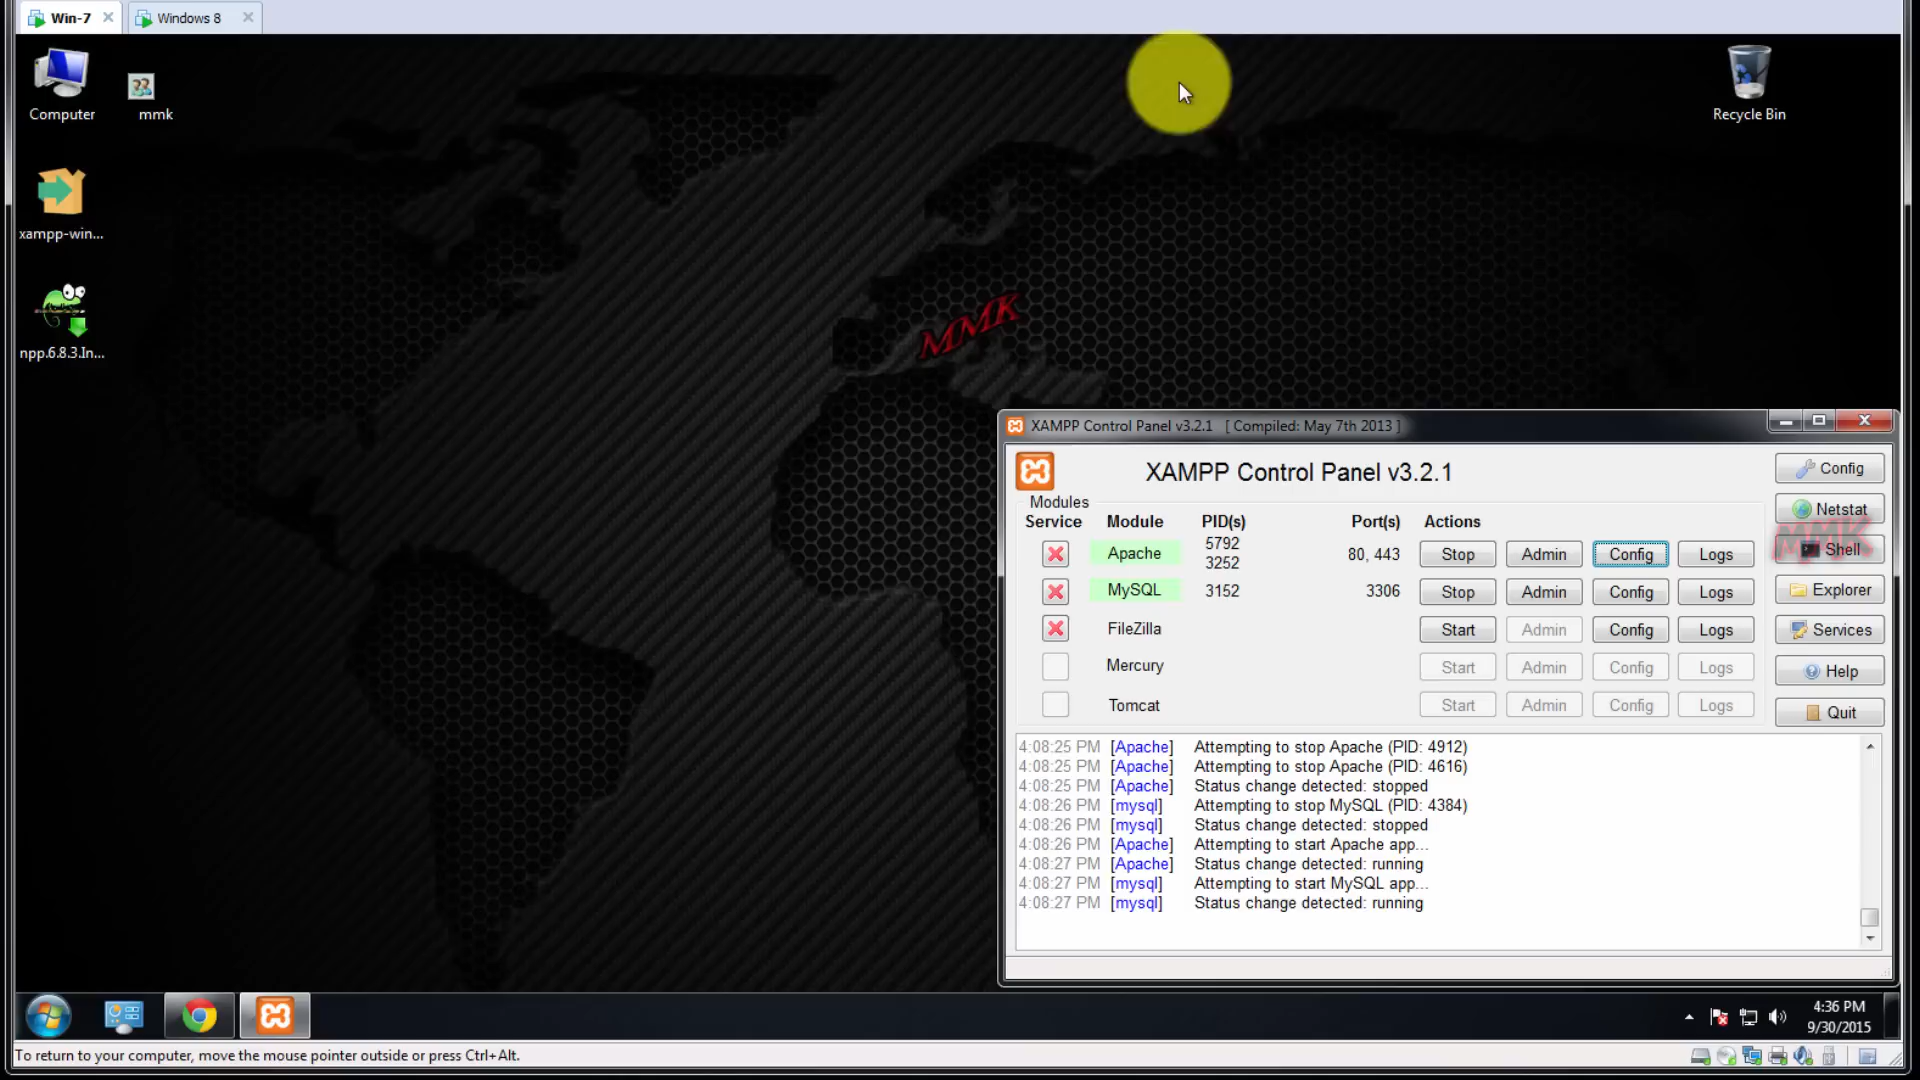 Win-7
Windows 8
Computer
mmk
Recycle Bin
xampp-win...
npp.6.8.3.In...
MMK
XAMPP Control Panel v3.2.1 [ Compiled: May 7th 2013 ]
XAMPP Control Panel v3.2.1
Config
Modules
Service Module PID(s) Port(s) Actions
Netstat
Apache 5792 3252 80, 443 Stop Admin Config Logs
MMK
Shell
MySQL 3152 3306 Stop Admin Config Logs
Explorer
FileZilla Start Admin Config Logs
Services
Mercury Start Admin Config Logs
Help
Tomcat Start Admin Config Logs
Quit
4:08:25 PM [Apache] Attempting to stop Apache (PID: 4912)
4:08:25 PM [Apache] Attempting to stop Apache (PID: 4616)
4:08:25 PM [Apache] Status change detected: stopped
4:08:26 PM [mysql] Attempting to stop MySQL (PID: 4384)
4:08:26 PM [mysql] Status change detected: stopped
4:08:26 PM [Apache] Attempting to start Apache app...
4:08:27 PM [Apache] Status change detected: running
4:08:27 PM [mysql] Attempting to start MySQL app...
4:08:27 PM [mysql] Status change detected: running
4:36 PM
9/30/2015
To return to your computer, move the mouse pointer outside or press Ctrl+Alt.